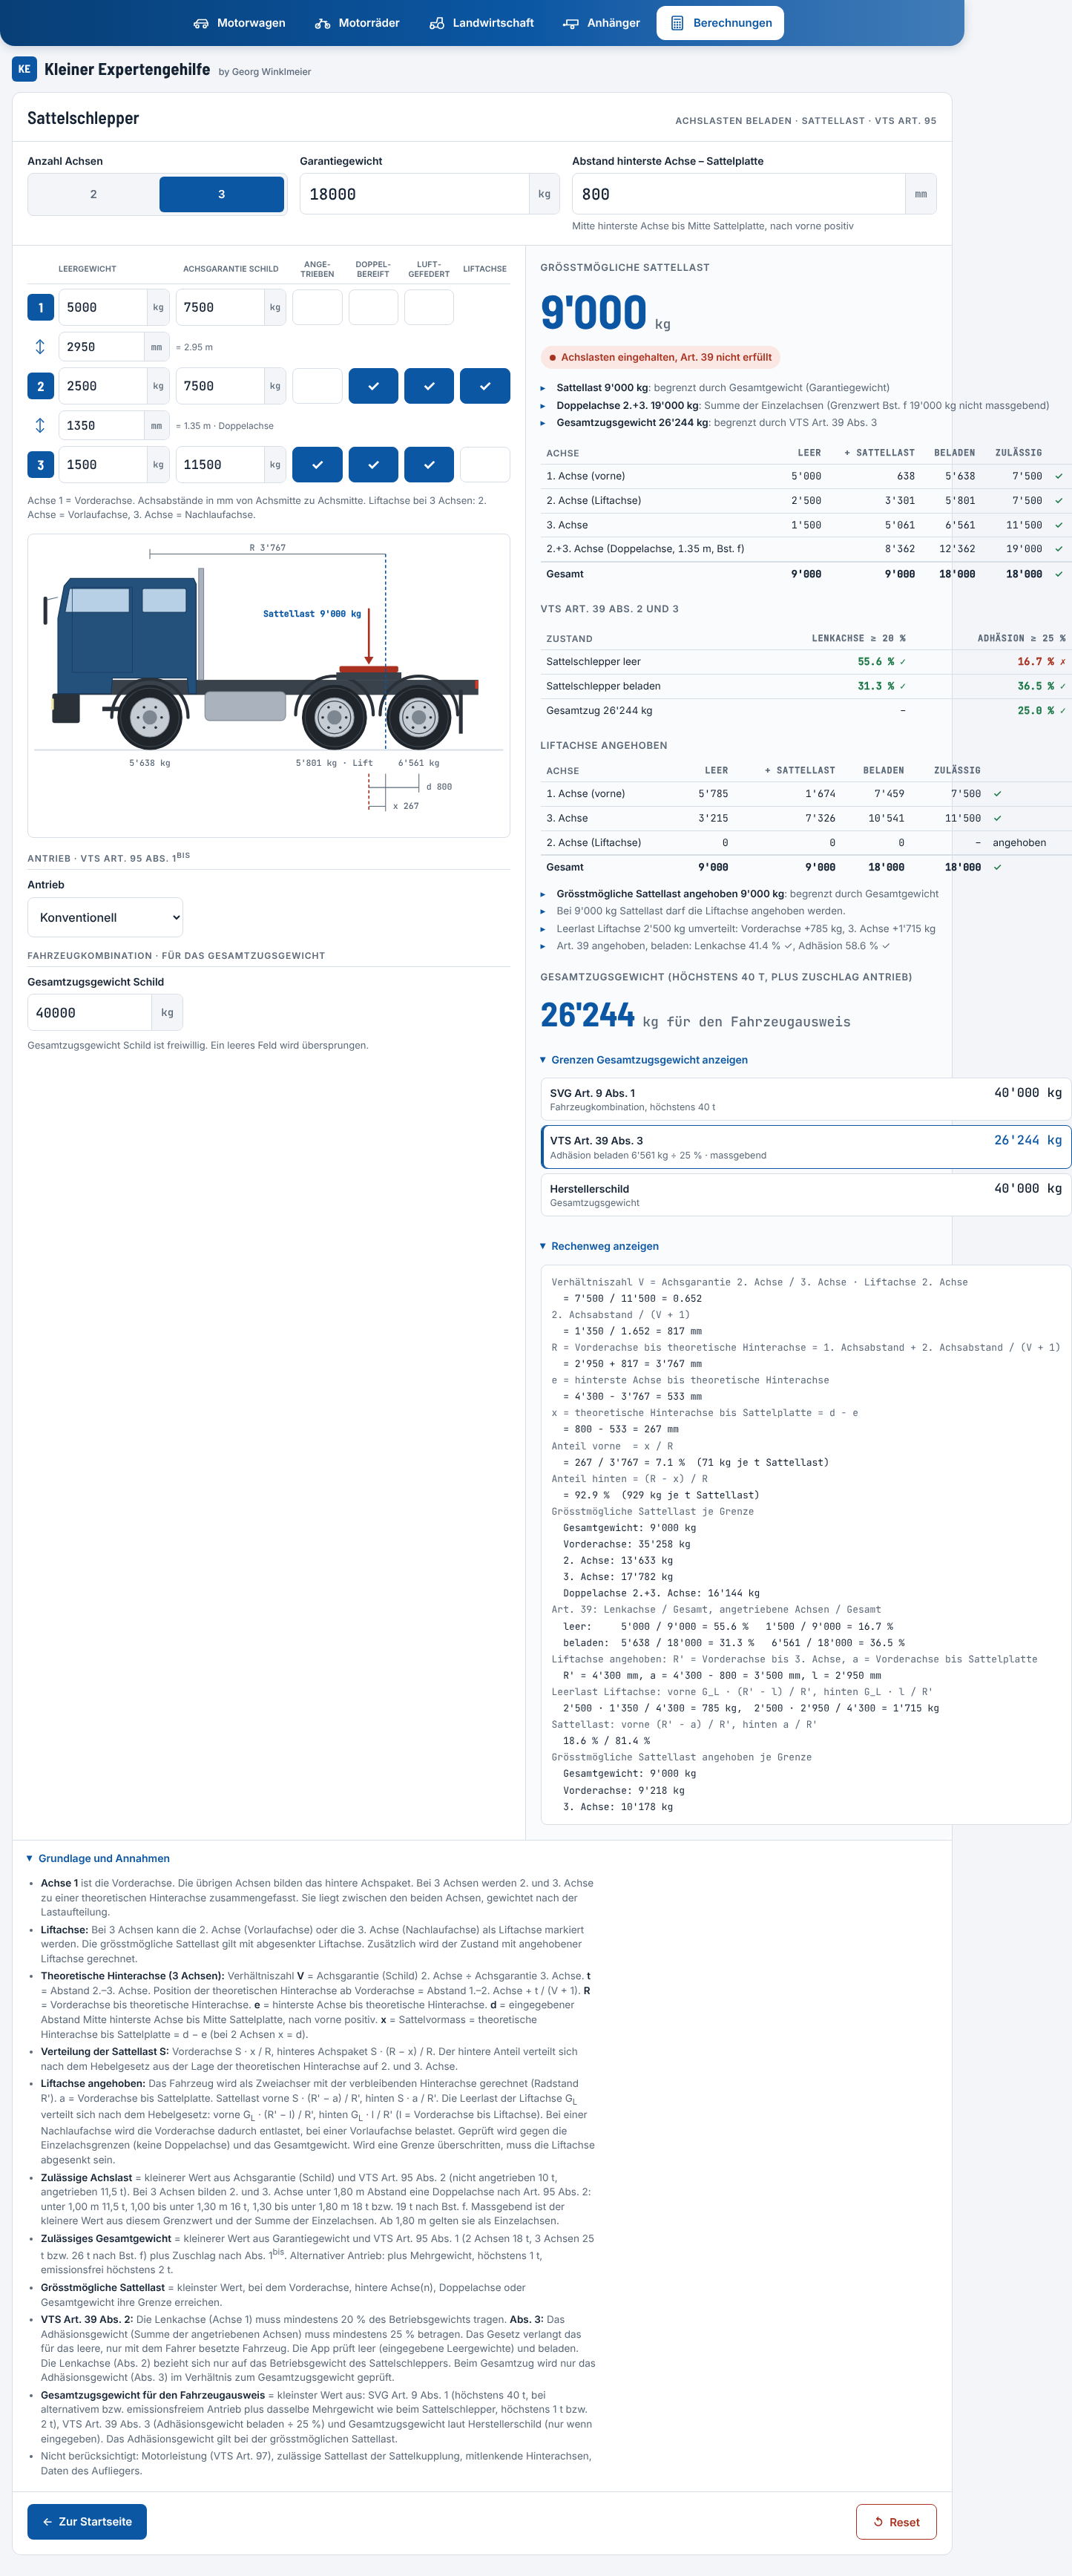 Motorwagen
Motorräder
Landwirtschaft
Anhänger
Berechnungen
KE Kleiner Expertengehilfe by Georg Winklmeier
Sattelschlepper
ACHSLASTEN BELADEN · SATTELLAST · VTS ART. 95
Anzahl Achsen
2 3
Garantiegewicht
18000 kg
Abstand hinterste Achse – Sattelplatte
800 mm
Mitte hinterste Achse bis Mitte Sattelplatte, nach vorne positiv
LEERGEWICHT ACHSGARANTIE SCHILD ANGE-TRIEBEN DOPPEL-BEREIFT LUFT-GEFEDERT LIFTACHSE
1 5000 kg 7500 kg
↕ 2950 mm = 2.95 m
2 2500 kg 7500 kg ✓ ✓ ✓
↕ 1350 mm = 1.35 m · Doppelachse
3 1500 kg 11500 kg ✓ ✓ ✓
Achse 1 = Vorderachse. Achsabstände in mm von Achsmitte zu Achsmitte. Liftachse bei 3 Achsen: 2.
Achse = Vorlaufachse, 3. Achse = Nachlaufachse.
R 3'767
Sattellast 9'000 kg
5'638 kg 5'801 kg · Lift 6'561 kg
d 800
x 267
ANTRIEB · VTS ART. 95 ABS. 1BIS
Antrieb
Konventionell
FAHRZEUGKOMBINATION · FÜR DAS GESAMTZUGSGEWICHT
Gesamtzugsgewicht Schild
40000 kg
Gesamtzugsgewicht Schild ist freiwillig. Ein leeres Feld wird übersprungen.
GRÖSSTMÖGLICHE SATTELLAST
9'000 kg
Achslasten eingehalten, Art. 39 nicht erfüllt
▸ Sattellast 9'000 kg: begrenzt durch Gesamtgewicht (Garantiegewicht)
▸ Doppelachse 2.+3. 19'000 kg: Summe der Einzelachsen (Grenzwert Bst. f 19'000 kg nicht massgebend)
▸ Gesamtzugsgewicht 26'244 kg: begrenzt durch VTS Art. 39 Abs. 3
ACHSE LEER + SATTELLAST BELADEN ZULÄSSIG
1. Achse (vorne) 5'000 638 5'638 7'500 ✓
2. Achse (Liftachse) 2'500 3'301 5'801 7'500 ✓
3. Achse 1'500 5'061 6'561 11'500 ✓
2.+3. Achse (Doppelachse, 1.35 m, Bst. f) 8'362 12'362 19'000 ✓
Gesamt 9'000 9'000 18'000 18'000 ✓
VTS ART. 39 ABS. 2 UND 3
ZUSTAND LENKACHSE ≥ 20 % ADHÄSION ≥ 25 %
Sattelschlepper leer 55.6 % ✓ 16.7 % ✗
Sattelschlepper beladen 31.3 % ✓ 36.5 % ✓
Gesamtzug 26'244 kg – 25.0 % ✓
LIFTACHSE ANGEHOBEN
ACHSE LEER + SATTELLAST BELADEN ZULÄSSIG
1. Achse (vorne) 5'785 1'674 7'459 7'500 ✓
3. Achse 3'215 7'326 10'541 11'500 ✓
2. Achse (Liftachse) 0 0 0 – angehoben
Gesamt 9'000 9'000 18'000 18'000 ✓
▸ Grösstmögliche Sattellast angehoben 9'000 kg: begrenzt durch Gesamtgewicht
▸ Bei 9'000 kg Sattellast darf die Liftachse angehoben werden.
▸ Leerlast Liftachse 2'500 kg umverteilt: Vorderachse +785 kg, 3. Achse +1'715 kg
▸ Art. 39 angehoben, beladen: Lenkachse 41.4 % ✓, Adhäsion 58.6 % ✓
GESAMTZUGSGEWICHT (HÖCHSTENS 40 T, PLUS ZUSCHLAG ANTRIEB)
26'244 kg für den Fahrzeugausweis
▼ Grenzen Gesamtzugsgewicht anzeigen
SVG Art. 9 Abs. 1 40'000 kg
Fahrzeugkombination, höchstens 40 t
VTS Art. 39 Abs. 3 26'244 kg
Adhäsion beladen 6'561 kg ÷ 25 % · massgebend
Herstellerschild 40'000 kg
Gesamtzugsgewicht
▼ Rechenweg anzeigen
Verhältniszahl V = Achsgarantie 2. Achse / 3. Achse · Liftachse 2. Achse
= 7'500 / 11'500 = 0.652
2. Achsabstand / (V + 1)
= 1'350 / 1.652 = 817 mm
R = Vorderachse bis theoretische Hinterachse = 1. Achsabstand + 2. Achsabstand / (V + 1)
= 2'950 + 817 = 3'767 mm
e = hinterste Achse bis theoretische Hinterachse
= 4'300 - 3'767 = 533 mm
x = theoretische Hinterachse bis Sattelplatte = d - e
= 800 - 533 = 267 mm
Anteil vorne = x / R
= 267 / 3'767 = 7.1 % (71 kg je t Sattellast)
Anteil hinten = (R - x) / R
= 92.9 % (929 kg je t Sattellast)
Grösstmögliche Sattellast je Grenze
Gesamtgewicht: 9'000 kg
Vorderachse: 35'258 kg
2. Achse: 13'633 kg
3. Achse: 17'782 kg
Doppelachse 2.+3. Achse: 16'144 kg
Art. 39: Lenkachse / Gesamt, angetriebene Achsen / Gesamt
leer: 5'000 / 9'000 = 55.6 % 1'500 / 9'000 = 16.7 %
beladen: 5'638 / 18'000 = 31.3 % 6'561 / 18'000 = 36.5 %
Liftachse angehoben: R' = Vorderachse bis 3. Achse, a = Vorderachse bis Sattelplatte
R' = 4'300 mm, a = 4'300 - 800 = 3'500 mm, l = 2'950 mm
Leerlast Liftachse: vorne G_L · (R' - l) / R', hinten G_L · l / R'
2'500 · 1'350 / 4'300 = 785 kg, 2'500 · 2'950 / 4'300 = 1'715 kg
Sattellast: vorne (R' - a) / R', hinten a / R'
18.6 % / 81.4 %
Grösstmögliche Sattellast angehoben je Grenze
Gesamtgewicht: 9'000 kg
Vorderachse: 9'218 kg
3. Achse: 10'178 kg
▼ Grundlage und Annahmen
• Achse 1 ist die Vorderachse. Die übrigen Achsen bilden das hintere Achspaket. Bei 3 Achsen werden 2. und 3. Achse
zu einer theoretischen Hinterachse zusammengefasst. Sie liegt zwischen den beiden Achsen, gewichtet nach der
Lastaufteilung.
• Liftachse: Bei 3 Achsen kann die 2. Achse (Vorlaufachse) oder die 3. Achse (Nachlaufachse) als Liftachse markiert
werden. Die grösstmögliche Sattellast gilt mit abgesenkter Liftachse. Zusätzlich wird der Zustand mit angehobener
Liftachse gerechnet.
• Theoretische Hinterachse (3 Achsen): Verhältniszahl V = Achsgarantie (Schild) 2. Achse ÷ Achsgarantie 3. Achse. t
= Abstand 2.–3. Achse. Position der theoretischen Hinterachse ab Vorderachse = Abstand 1.–2. Achse + t / (V + 1). R
= Vorderachse bis theoretische Hinterachse. e = hinterste Achse bis theoretische Hinterachse. d = eingegebener
Abstand Mitte hinterste Achse bis Mitte Sattelplatte, nach vorne positiv. x = Sattelvormass = theoretische
Hinterachse bis Sattelplatte = d − e (bei 2 Achsen x = d).
• Verteilung der Sattellast S: Vorderachse S · x / R, hinteres Achspaket S · (R − x) / R. Der hintere Anteil verteilt sich
nach dem Hebelgesetz aus der Lage der theoretischen Hinterachse auf 2. und 3. Achse.
• Liftachse angehoben: Das Fahrzeug wird als Zweiachser mit der verbleibenden Hinterachse gerechnet (Radstand
R'). a = Vorderachse bis Sattelplatte. Sattellast vorne S · (R' − a) / R', hinten S · a / R'. Die Leerlast der Liftachse GL
verteilt sich nach dem Hebelgesetz: vorne GL · (R' − l) / R', hinten GL · l / R' (l = Vorderachse bis Liftachse). Bei einer
Nachlaufachse wird die Vorderachse dadurch entlastet, bei einer Vorlaufachse belastet. Geprüft wird gegen die
Einzelachsgrenzen (keine Doppelachse) und das Gesamtgewicht. Wird eine Grenze überschritten, muss die Liftachse
abgesenkt sein.
• Zulässige Achslast = kleinerer Wert aus Achsgarantie (Schild) und VTS Art. 95 Abs. 2 (nicht angetrieben 10 t,
angetrieben 11,5 t). Bei 3 Achsen bilden 2. und 3. Achse unter 1,80 m Abstand eine Doppelachse nach Art. 95 Abs. 2:
unter 1,00 m 11,5 t, 1,00 bis unter 1,30 m 16 t, 1,30 bis unter 1,80 m 18 t bzw. 19 t nach Bst. f. Massgebend ist der
kleinere Wert aus diesem Grenzwert und der Summe der Einzelachsen. Ab 1,80 m gelten sie als Einzelachsen.
• Zulässiges Gesamtgewicht = kleinerer Wert aus Garantiegewicht und VTS Art. 95 Abs. 1 (2 Achsen 18 t, 3 Achsen 25
t bzw. 26 t nach Bst. f) plus Zuschlag nach Abs. 1bis. Alternativer Antrieb: plus Mehrgewicht, höchstens 1 t,
emissionsfrei höchstens 2 t.
• Grösstmögliche Sattellast = kleinster Wert, bei dem Vorderachse, hintere Achse(n), Doppelachse oder
Gesamtgewicht ihre Grenze erreichen.
• VTS Art. 39 Abs. 2: Die Lenkachse (Achse 1) muss mindestens 20 % des Betriebsgewichts tragen. Abs. 3: Das
Adhäsionsgewicht (Summe der angetriebenen Achsen) muss mindestens 25 % betragen. Das Gesetz verlangt das
für das leere, nur mit dem Fahrer besetzte Fahrzeug. Die App prüft leer (eingegebene Leergewichte) und beladen.
Die Lenkachse (Abs. 2) bezieht sich nur auf das Betriebsgewicht des Sattelschleppers. Beim Gesamtzug wird nur das
Adhäsionsgewicht (Abs. 3) im Verhältnis zum Gesamtzugsgewicht geprüft.
• Gesamtzugsgewicht für den Fahrzeugausweis = kleinster Wert aus: SVG Art. 9 Abs. 1 (höchstens 40 t, bei
alternativem bzw. emissionsfreiem Antrieb plus dasselbe Mehrgewicht wie beim Sattelschlepper, höchstens 1 t bzw.
2 t), VTS Art. 39 Abs. 3 (Adhäsionsgewicht beladen ÷ 25 %) und Gesamtzugsgewicht laut Herstellerschild (nur wenn
eingegeben). Das Adhäsionsgewicht gilt bei der grösstmöglichen Sattellast.
• Nicht berücksichtigt: Motorleistung (VTS Art. 97), zulässige Sattellast der Sattelkupplung, mitlenkende Hinterachsen,
Daten des Aufliegers.
← Zur Startseite
Reset